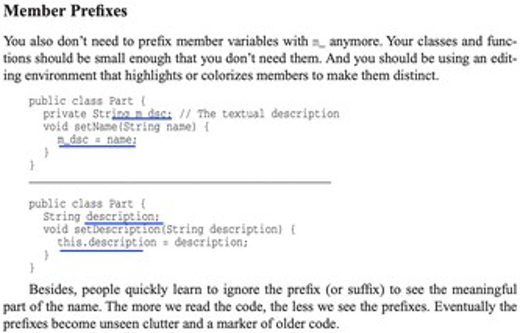 Member Prefixes
You also don't need to prefix member variables with m_ anymore. Your classes and func-
tions should be small enough that you don't need them. And you should be using an edit-
ing environment that highlights or colorizes members to make them distinct.
public class Part {
private String m_dsc; // The textual description
void setName(String name) {
m_dsc = name;
}
}
public class Part {
String description;
void setDescription(String description) {
this.description = description;
}
}
Besides, people quickly learn to ignore the prefix (or suffix) to see the meaningful
part of the name. The more we read the code, the less we see the prefixes. Eventually the
prefixes become unseen clutter and a marker of older code.